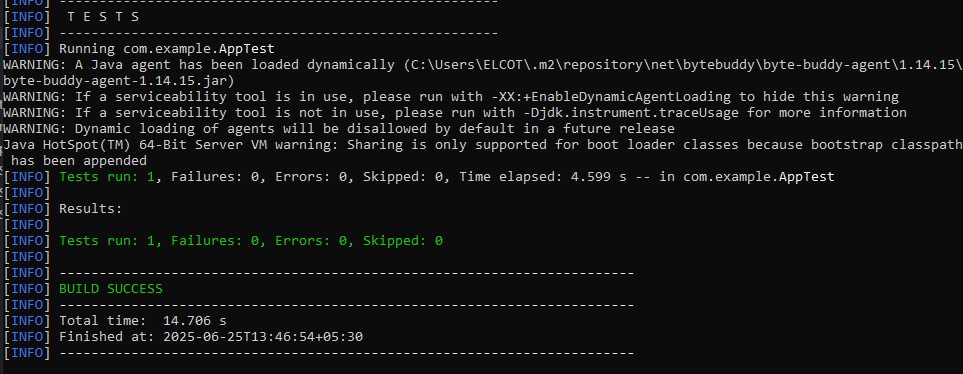 [INFO] -------------------------------------------------------
[INFO]  T E S T S
[INFO] -------------------------------------------------------
[INFO] Running com.example.AppTest
WARNING: A Java agent has been loaded dynamically (C:\Users\ELCOT\.m2\repository\net\bytebuddy\byte-buddy-agent\1.14.15\
byte-buddy-agent-1.14.15.jar)
WARNING: If a serviceability tool is in use, please run with -XX:+EnableDynamicAgentLoading to hide this warning
WARNING: If a serviceability tool is not in use, please run with -Djdk.instrument.traceUsage for more information
WARNING: Dynamic loading of agents will be disallowed by default in a future release
Java HotSpot(TM) 64-Bit Server VM warning: Sharing is only supported for boot loader classes because bootstrap classpath
 has been appended
[INFO] Tests run: 1, Failures: 0, Errors: 0, Skipped: 0, Time elapsed: 4.599 s -- in com.example.AppTest
[INFO]
[INFO] Results:
[INFO]
[INFO] Tests run: 1, Failures: 0, Errors: 0, Skipped: 0
[INFO]
[INFO] ------------------------------------------------------------------------
[INFO] BUILD SUCCESS
[INFO] ------------------------------------------------------------------------
[INFO] Total time:  14.706 s
[INFO] Finished at: 2025-06-25T13:46:54+05:30
[INFO] ------------------------------------------------------------------------